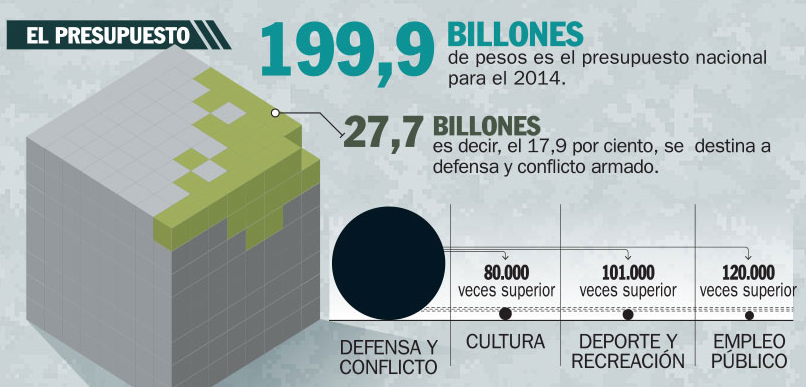 EL PRESUPUESTO
199,9 BILLONES
de pesos es el presupuesto nacional
para el 2014.
27,7 BILLONES
es decir, el 17,9 por ciento, se destina a
defensa y conflicto armado.
80.000
veces superior
101.000
veces superior
120.000
veces superior
DEFENSA Y
CONFLICTO
CULTURA
DEPORTE Y
RECREACIÓN
EMPLEO
PÚBLICO